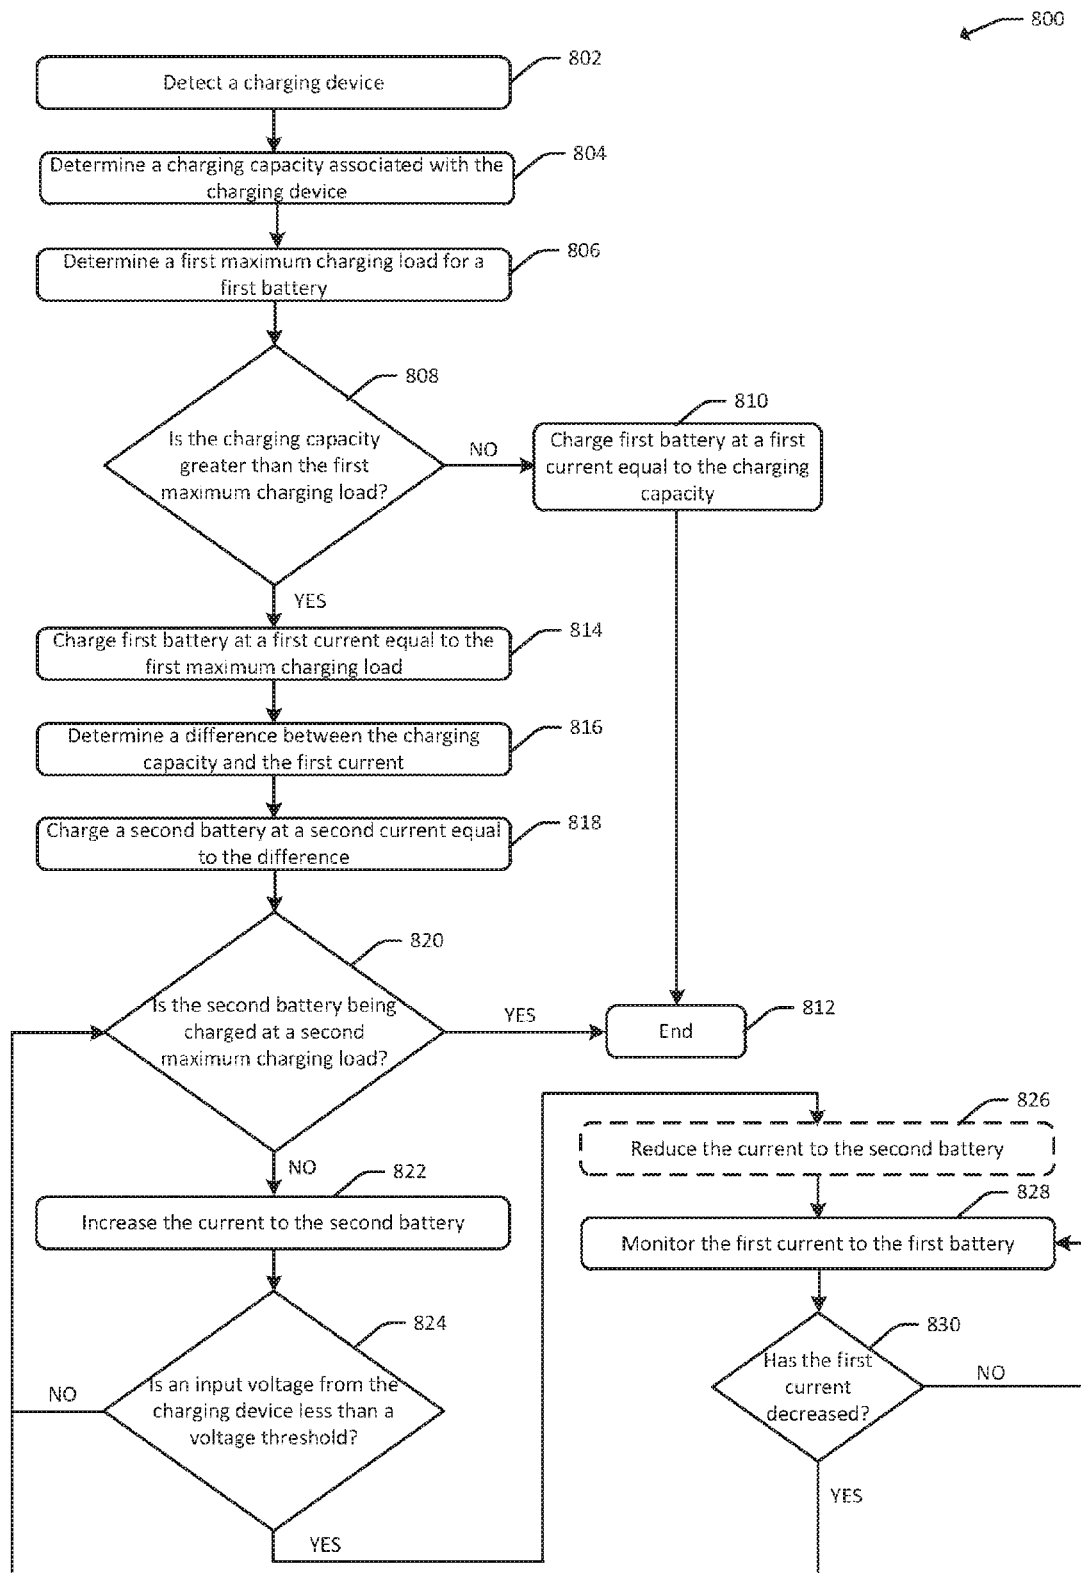 800
802
Detect a charging device
804
Determine a charging capacity associated with the
charging device
806
Determine a first maximum charging load for a
first battery
808
Is the charging capacity
greater than the first
maximum charging load?
NO
810
Charge first battery at a first
current equal to the charging
capacity
YES
814
Charge first battery at a first current equal to the
first maximum charging load
816
Determine a difference between the charging
capacity and the first current
818
Charge a second battery at a second current equal
to the difference
820
Is the second battery being
charged at a second
maximum charging load?
YES
812
End
NO
822
Increase the current to the second battery
824
Is an input voltage from the
charging device less than a
voltage threshold?
NO
YES
826
Reduce the current to the second battery
828
Monitor the first current to the first battery
830
Has the first
current
decreased?
NO
YES